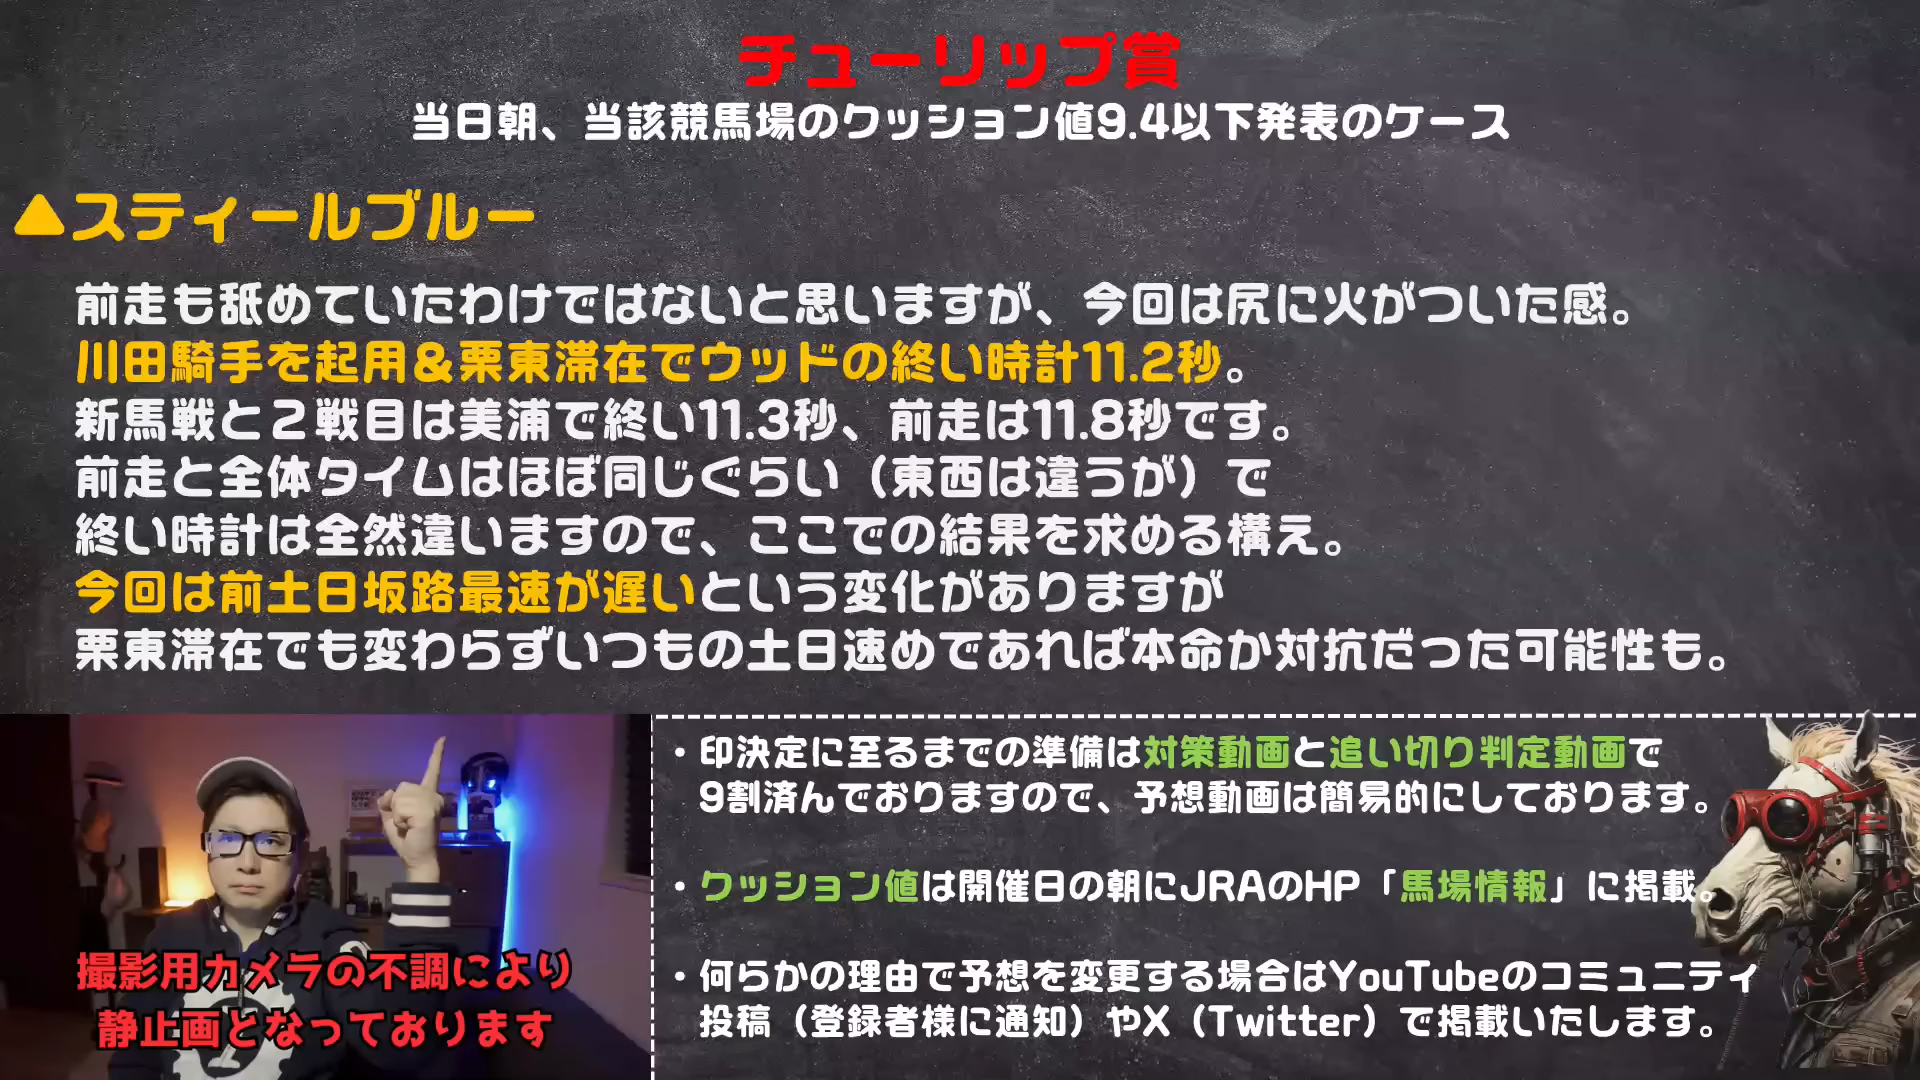 チューリップ賞
当日朝、当該競馬場のクッション値9.4以下発表のケース
▲スティールブルー
前走も舐めていたわけではないと思いますが、今回は尻に火がついた感。
川田騎手を起用＆栗東滞在でウッドの終い時計11.2秒。
新馬戦と２戦目は美浦で終い11.3秒、前走は11.8秒です。
前走と全体タイムはほぼ同じぐらい（東西は違うが）で
終い時計は全然違いますので、ここでの結果を求める構え。
今回は前土日坂路最速が遅いという変化がありますが
栗東滞在でも変わらずいつもの土日速めであれば本命か対抗だった可能性も。
・印決定に至るまでの準備は対策動画と追い切り判定動画で
9割済んでおりますので、予想動画は簡易的にしております。
・クッション値は開催日の朝にJRAのHP「馬場情報」に掲載。
・何らかの理由で予想を変更する場合はYouTubeのコミュニティ
投稿（登録者様に通知）やX（Twitter）で掲載いたします。
撮影用カメラの不調により
静止画となっております